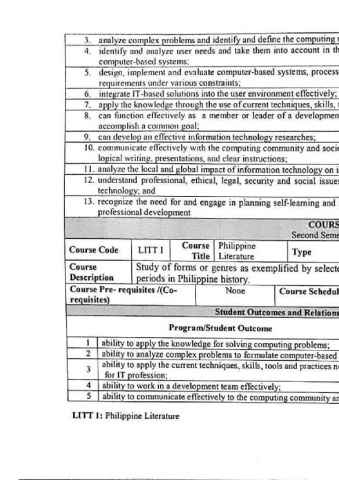 3. analyze complex problems and identify and define the computing
4. identify and analyze user needs and take them into account in th
computer-based systems;
5. design, implement and evaluate computer-based systems, process
requirements under various constraints;
6. integrate IT-based solutions into the user environment effectively;
7. apply the knowledge through the use of current techniques, skills,
8. can function effectively as a member or leader of a developmen
accomplish a common goal;
9. can develop an effective information technology researches;
10. communicate effectively with the computing community and socie
logical writing, presentations, and clear instructions;
11. analyze the local and global impact of information technology on i
12. understand professional, ethical, legal, security and social issues
technology; and
13. recognize the need for and engage in planning self-learning and
professional development
COURS
Second Seme
Course Code LITT 1 Course Title Philippine Literature Type
Course Description Study of forms or genres as exemplified by selecte
periods in Philippine history.
Course Pre- requisites /(Co-requisites) None Course Schedul
Student Outcomes and Relations
Program/Student Outcome
1 ability to apply the knowledge for solving computing problems;
2 ability to analyze complex problems to formulate computer-based
3 ability to apply the current techniques, skills, tools and practices n
for IT profession;
4 ability to work in a development team effectively;
5 ability to communicate effectively to the computing community a
LITT 1: Philippine Literature